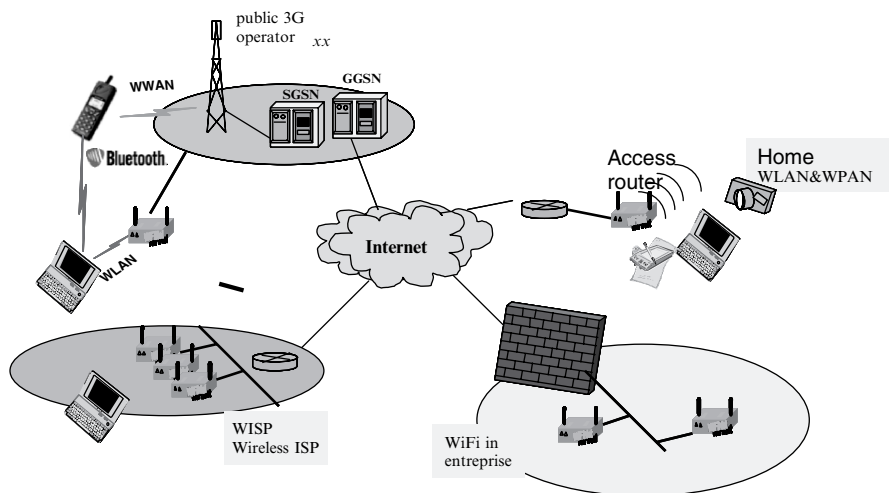 public 3G
operator xx
GGSN
SGSN
WWAN
Bluetooth.
WLAN
Internet
Access
router
Home
WLAN&WPAN
WISP
Wireless ISP
WiFi in
entreprise